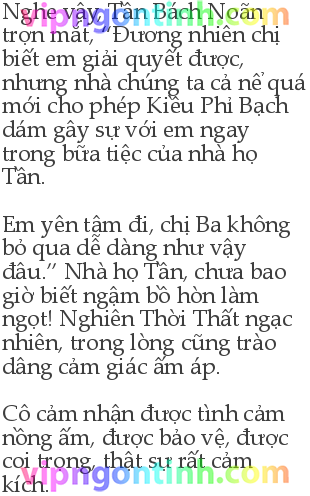 vipngontinh.com
Nghe vậy, Tần Bách Noãn
trợn mắt, “Đương nhiên chị
biết em giải quyết được,
nhưng nhà chúng ta cả nể quá
mới cho phép Kiều Phi Bạch
dám gây sự với em ngay
trong bữa tiệc của nhà họ
Tần.
Em yên tâm đi, chị Ba không
bỏ qua dễ dàng như vậy
đâu.” Nhà họ Tân, chưa bao
giờ biết ngậm bồ hòn làm
ngọt! Nghiên Thời Thất ngạc
nhiên, trong lòng cũng trào
dâng cảm giác ấm áp.
Cô cảm nhận được tình cảm
nồng ấm, được bảo vệ, được
coi trọng, thật sự rất cảm
kích.
vipngontinh.com